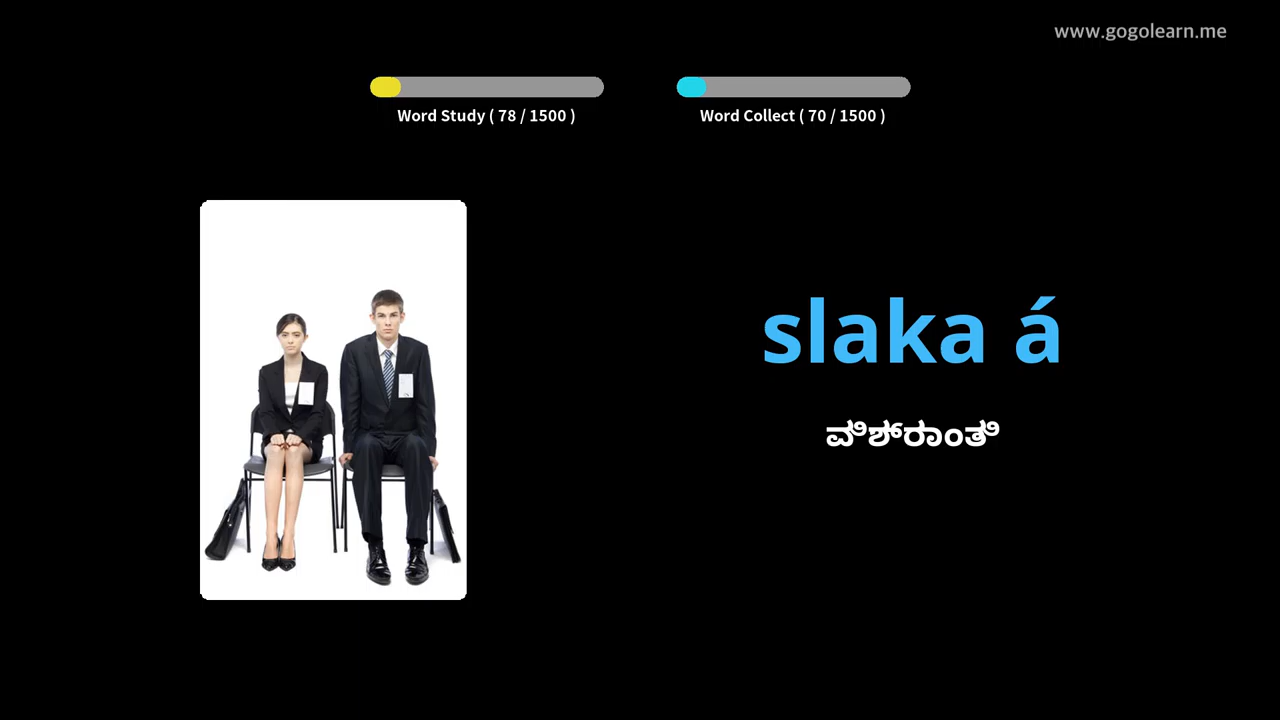 www.gogolearn.me
Word Study ( 78 / 1500 )
Word Collect ( 70 / 1500 )
slaka á
ವಿಶ್ರಾಂತಿ